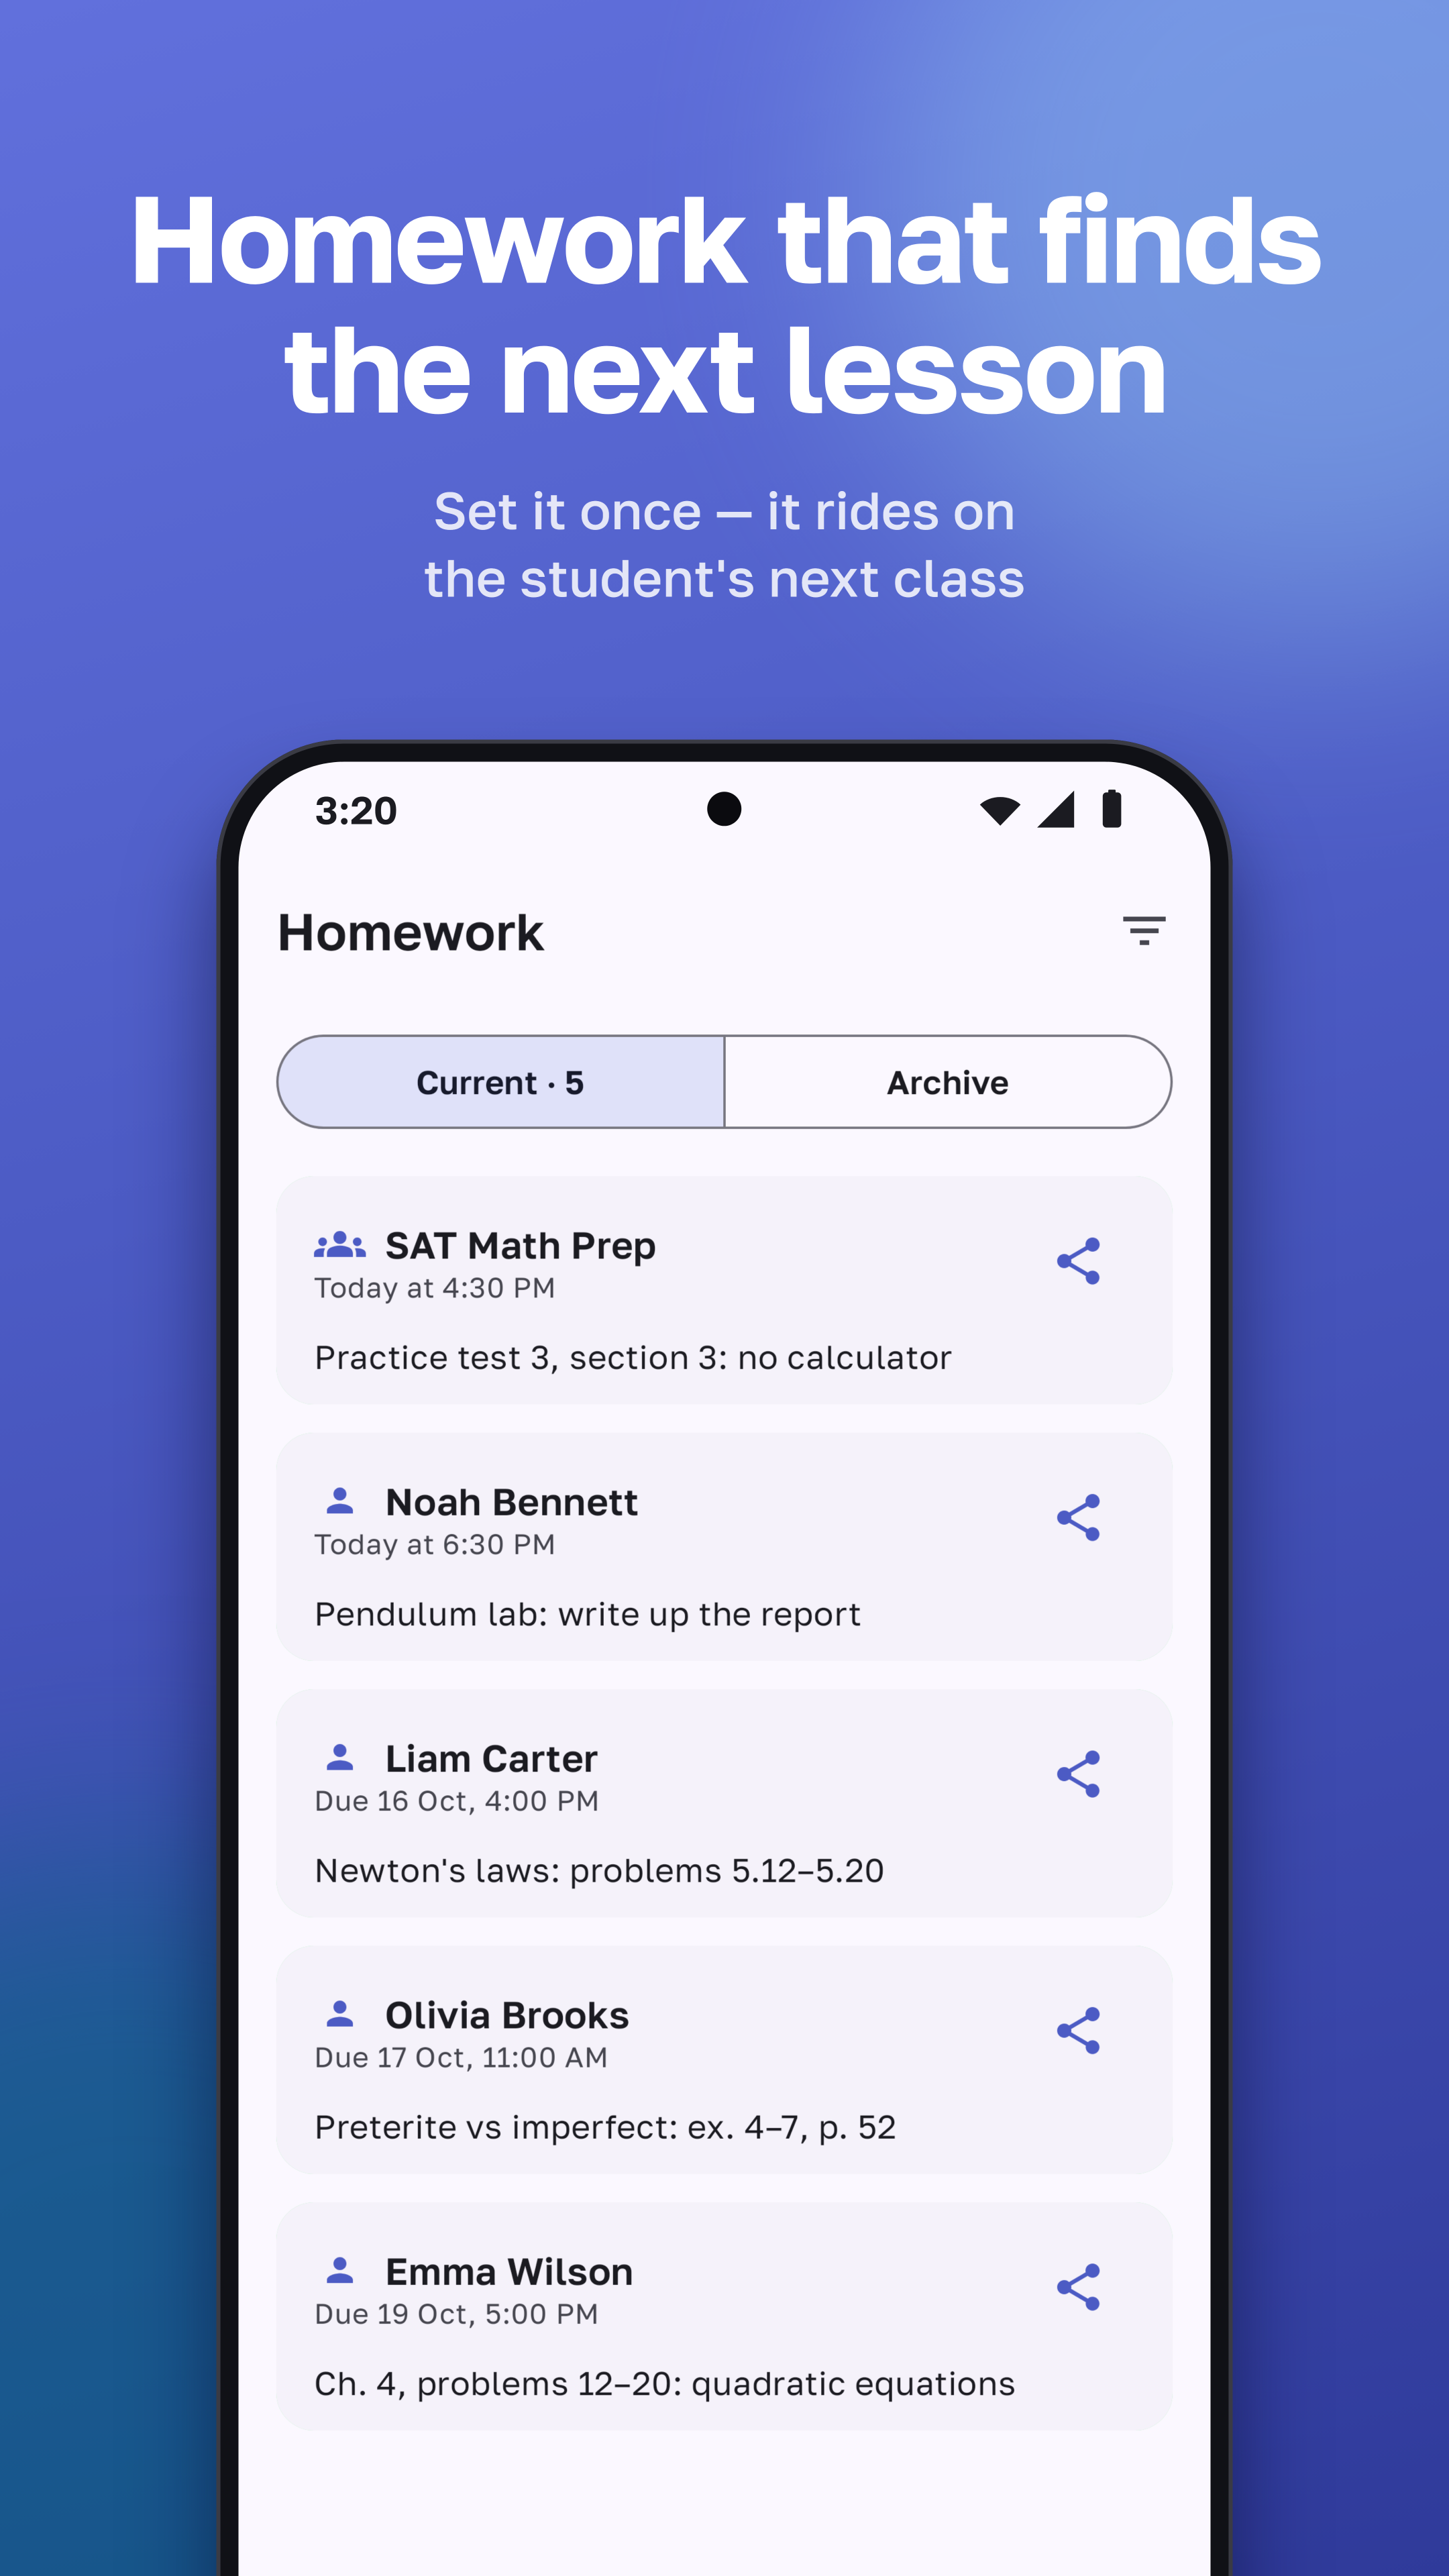 Homework that finds
the next lesson
Set it once — it rides on
the student's next class
3:20
Homework
Current · 5
Archive
SAT Math Prep
Today at 4:30 PM
Practice test 3, section 3: no calculator
Noah Bennett
Today at 6:30 PM
Pendulum lab: write up the report
Liam Carter
Due 16 Oct, 4:00 PM
Newton's laws: problems 5.12–5.20
Olivia Brooks
Due 17 Oct, 11:00 AM
Preterite vs imperfect: ex. 4–7, p. 52
Emma Wilson
Due 19 Oct, 5:00 PM
Ch. 4, problems 12–20: quadratic equations